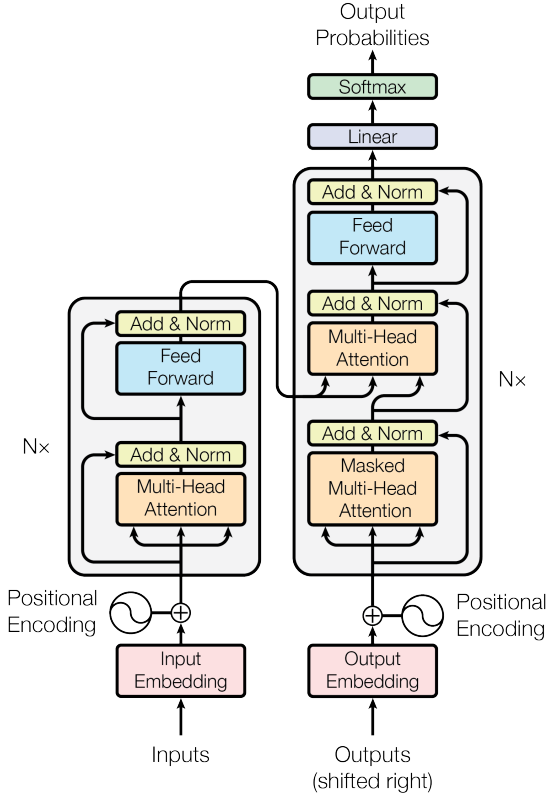 Output
Probabilities
Softmax
Linear
Add & Norm
Feed
Forward
Add & Norm
Multi-Head
Attention
Add & Norm
Masked
Multi-Head
Attention
N×
Add & Norm
Feed
Forward
Add & Norm
Multi-Head
Attention
N×
Positional
Encoding
Positional
Encoding
Input
Embedding
Output
Embedding
Inputs
Outputs
(shifted right)